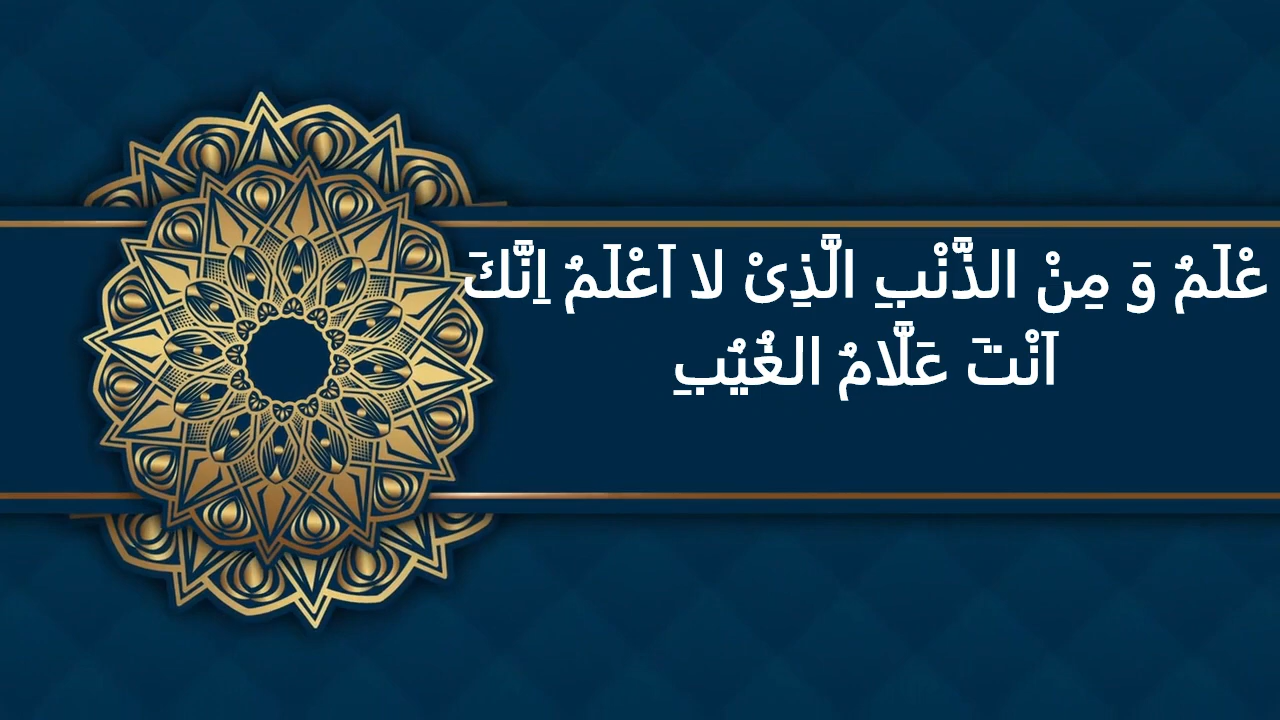 عْلَمُ وَ مِنْ الذَّنْبِ الَّذِىْ لا اَعْلَمُ اِنَّكَ
اَنْتَ عَلَّامُ الغُيُبِ